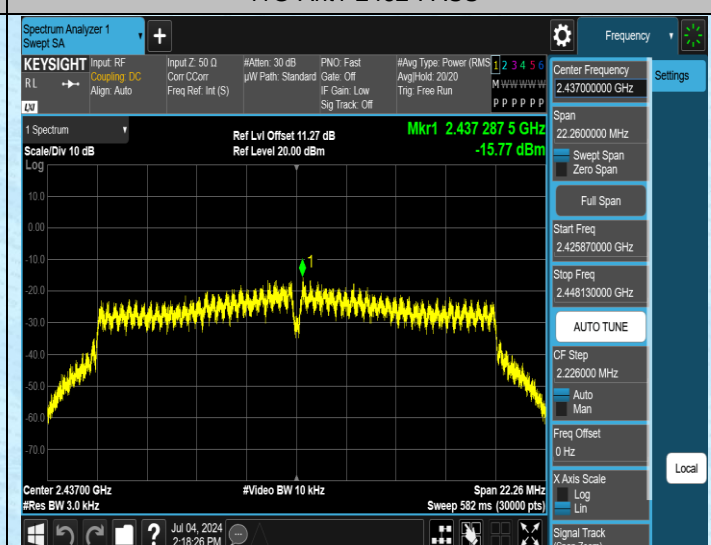 Spectrum Analyzer 1
Swept SA
+
Frequency
KEYSIGHT
Input: RF
Input Z: 50 Ω
#Atten: 30 dB
PNO: Fast
#Avg Type: Power (RMS
1 2 3 4 5 6
RL
Coupling: DC
Corr CCorr
µW Path: Standard
Gate: Off
Avg|Hold: 20/20
M W W W W W
Align: Auto
Freq Ref: Int (S)
IF Gain: Low
Trig: Free Run
Sig Track: Off
P P P P P P
LXI
1 Spectrum
Ref Lvl Offset 11.27 dB
Mkr1 2.437 287 5 GHz
Scale/Div 10 dB
Ref Level 20.00 dBm
-15.77 dBm
Log
10.0
0.00
-10.0
1
-20.0
-30.0
-40.0
-50.0
-60.0
-70.0
Center 2.43700 GHz
#Video BW 10 kHz
Span 22.26 MHz
#Res BW 3.0 kHz
Sweep 582 ms (30000 pts)
Center Frequency
2.437000000 GHz
Settings
Span
22.2600000 MHz
Swept Span
Zero Span
Full Span
Start Freq
2.425870000 GHz
Stop Freq
2.448130000 GHz
AUTO TUNE
CF Step
2.226000 MHz
Auto
Man
Freq Offset
0 Hz
X Axis Scale
Log
Lin
Local
Signal Track
?
Jul 04, 2024
2:18:26 PM